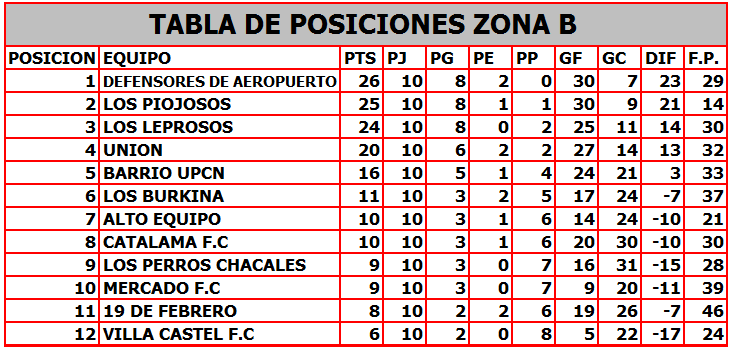 TABLA DE POSICIONES ZONA B
POSICION EQUIPO PTS PJ PG PE PP GF GC DIF F.P.
1 DEFENSORES DE AEROPUERTO 26 10 8 2 0 30 7 23 29
2 LOS PIOJOSOS 25 10 8 1 1 30 9 21 14
3 LOS LEPROSOS 24 10 8 0 2 25 11 14 30
4 UNION 20 10 6 2 2 27 14 13 32
5 BARRIO UPCN 16 10 5 1 4 24 21 3 33
6 LOS BURKINA 11 10 3 2 5 17 24 -7 37
7 ALTO EQUIPO 10 10 3 1 6 14 24 -10 21
8 CATALAMA F.C 10 10 3 1 6 20 30 -10 30
9 LOS PERROS CHACALES 9 10 3 0 7 16 31 -15 28
10 MERCADO F.C 9 10 3 0 7 9 20 -11 39
11 19 DE FEBRERO 8 10 2 2 6 19 26 -7 46
12 VILLA CASTEL F.C 6 10 2 0 8 5 22 -17 24